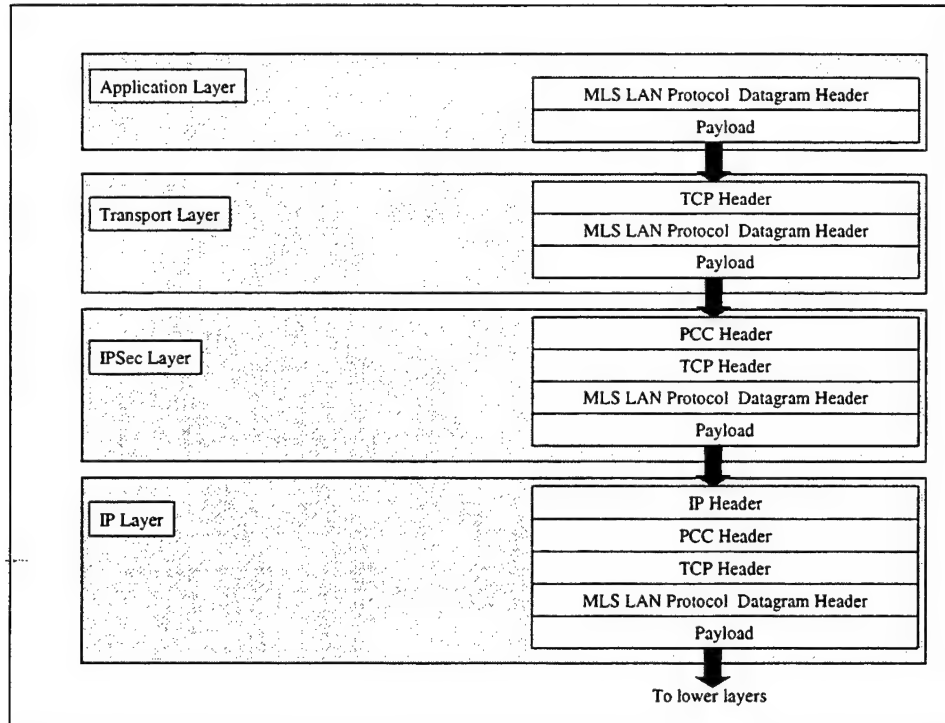 Application Layer
MLS LAN Protocol Datagram Header
Payload
Transport Layer
TCP Header
MLS LAN Protocol Datagram Header
Payload
IPSec Layer
PCC Header
TCP Header
MLS LAN Protocol Datagram Header
Payload
IP Layer
IP Header
PCC Header
TCP Header
MLS LAN Protocol Datagram Header
Payload
To lower layers